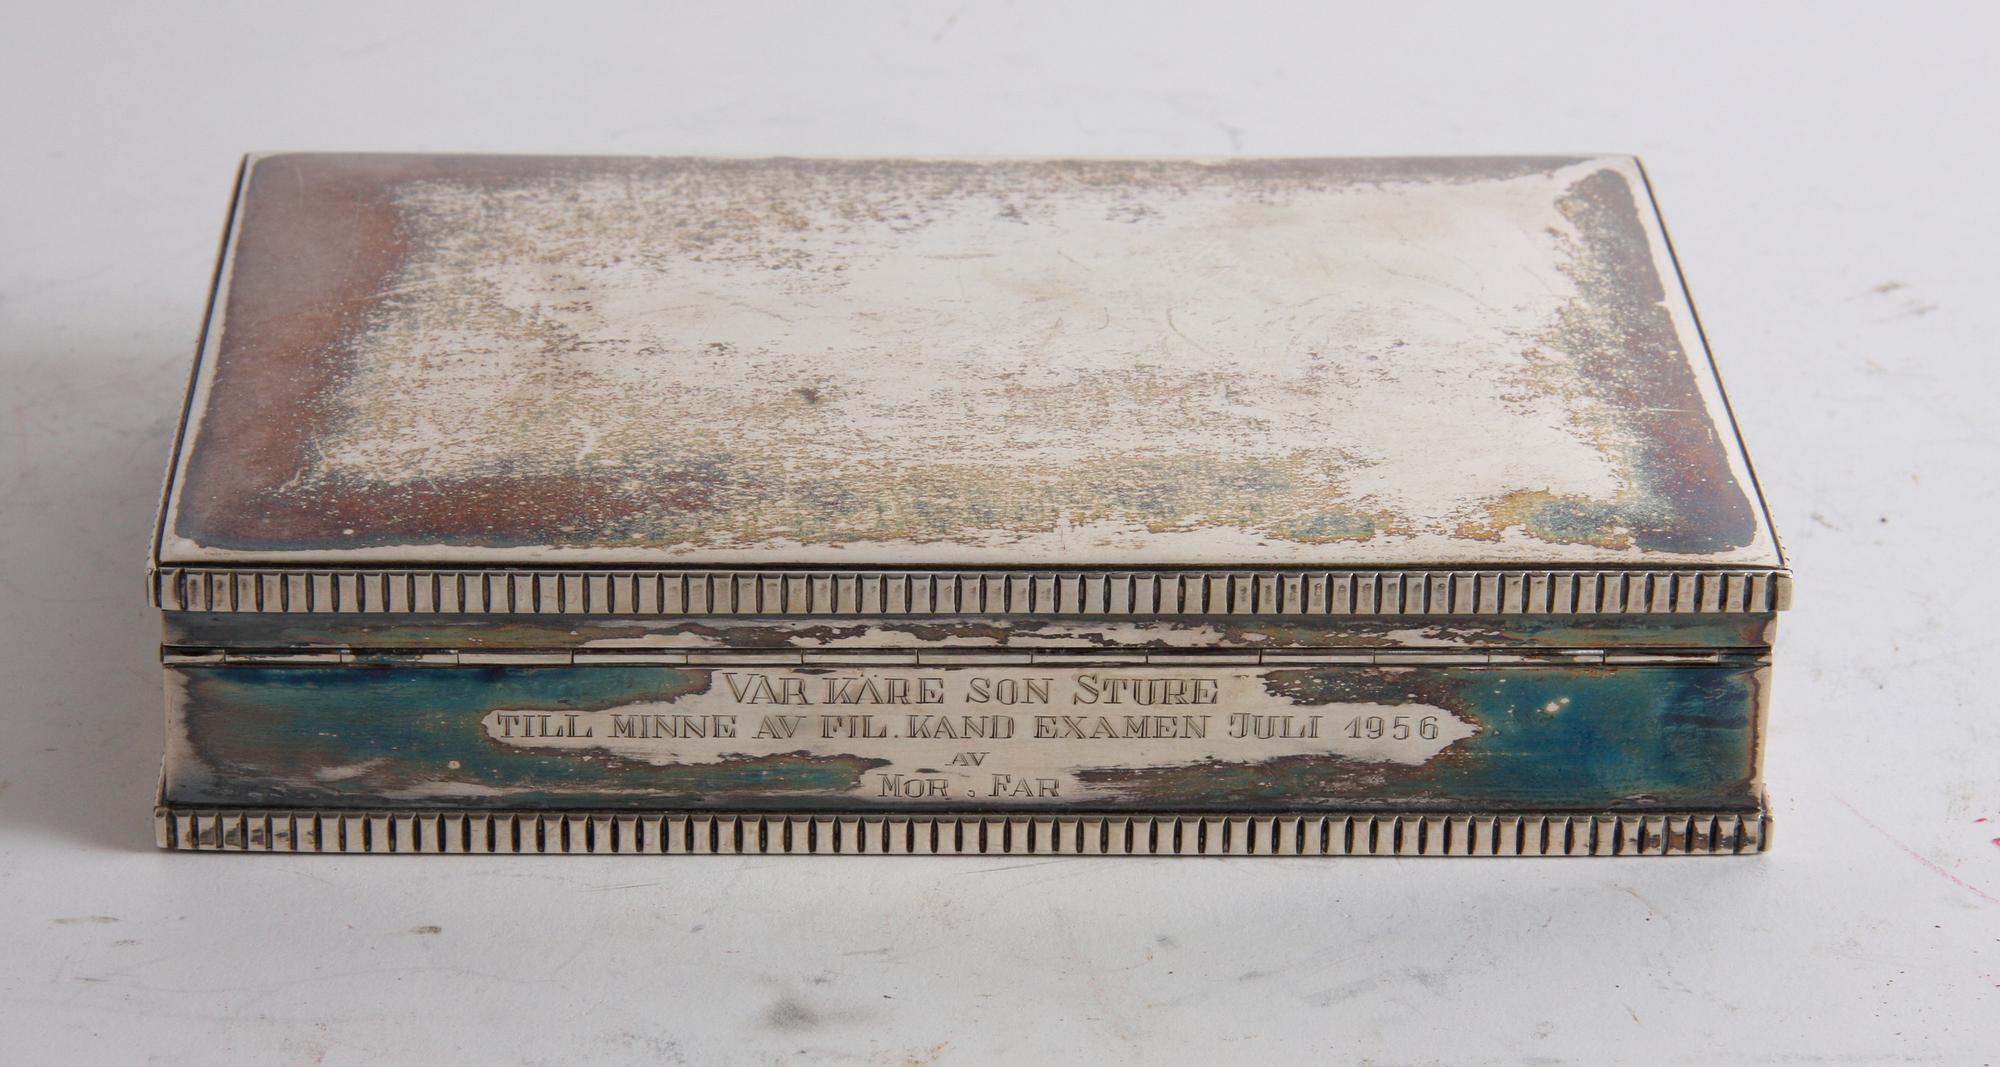 VÅR KÄRE SON STURE
TILL MINNE AV FIL. KAND EXAMEN JULI 1956
AV
MOR, FAR